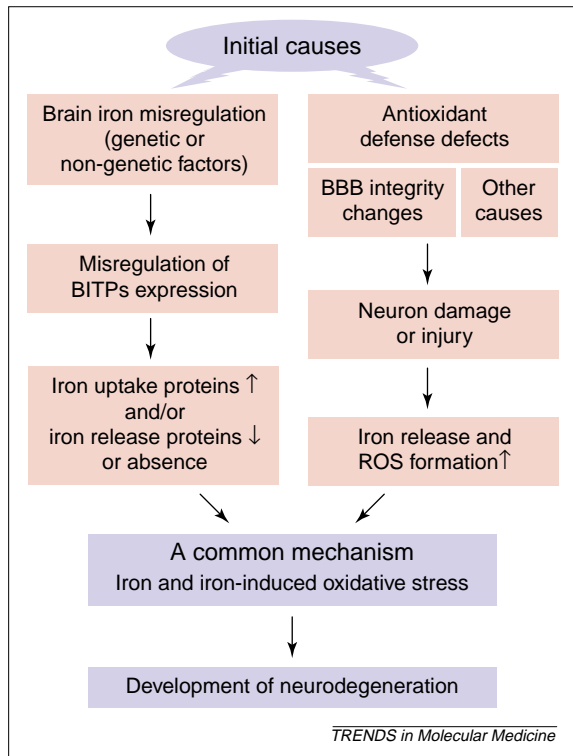 Initial causes
Brain iron misregulation
(genetic or
non-genetic factors)
Misregulation of
BITPs expression
Iron uptake proteins ↑
and/or
iron release proteins ↓
or absence
Antioxidant
defense defects
BBB integrity
changes
Other
causes
Neuron damage
or injury
Iron release and
ROS formation↑
A common mechanism
Iron and iron-induced oxidative stress
Development of neurodegeneration
TRENDS in Molecular Medicine